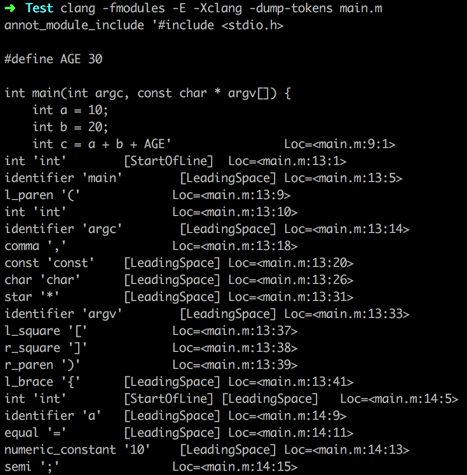 ➜ Test clang -fmodules -E -Xclang -dump-tokens main.m
annot_module_include '#include <stdio.h>

#define AGE 30

int main(int argc, const char * argv[]) {
    int a = 10;
    int b = 20;
    int c = a + b + AGE'		Loc=<main.m:9:1>
int 'int'	 [StartOfLine]	Loc=<main.m:13:1>
identifier 'main'	 [LeadingSpace]	Loc=<main.m:13:5>
l_paren '('		Loc=<main.m:13:9>
int 'int'		Loc=<main.m:13:10>
identifier 'argc'	 [LeadingSpace]	Loc=<main.m:13:14>
comma ','		Loc=<main.m:13:18>
const 'const'	 [LeadingSpace]	Loc=<main.m:13:20>
char 'char'	 [LeadingSpace]	Loc=<main.m:13:26>
star '*'	 [LeadingSpace]	Loc=<main.m:13:31>
identifier 'argv'	 [LeadingSpace]	Loc=<main.m:13:33>
l_square '['		Loc=<main.m:13:37>
r_square ']'		Loc=<main.m:13:38>
r_paren ')'		Loc=<main.m:13:39>
l_brace '{'	 [LeadingSpace]	Loc=<main.m:13:41>
int 'int'	 [StartOfLine] [LeadingSpace]	Loc=<main.m:14:5>
identifier 'a'	 [LeadingSpace]	Loc=<main.m:14:9>
equal '='	 [LeadingSpace]	Loc=<main.m:14:11>
numeric_constant '10'	 [LeadingSpace]	Loc=<main.m:14:13>
semi ';'		Loc=<main.m:14:15>